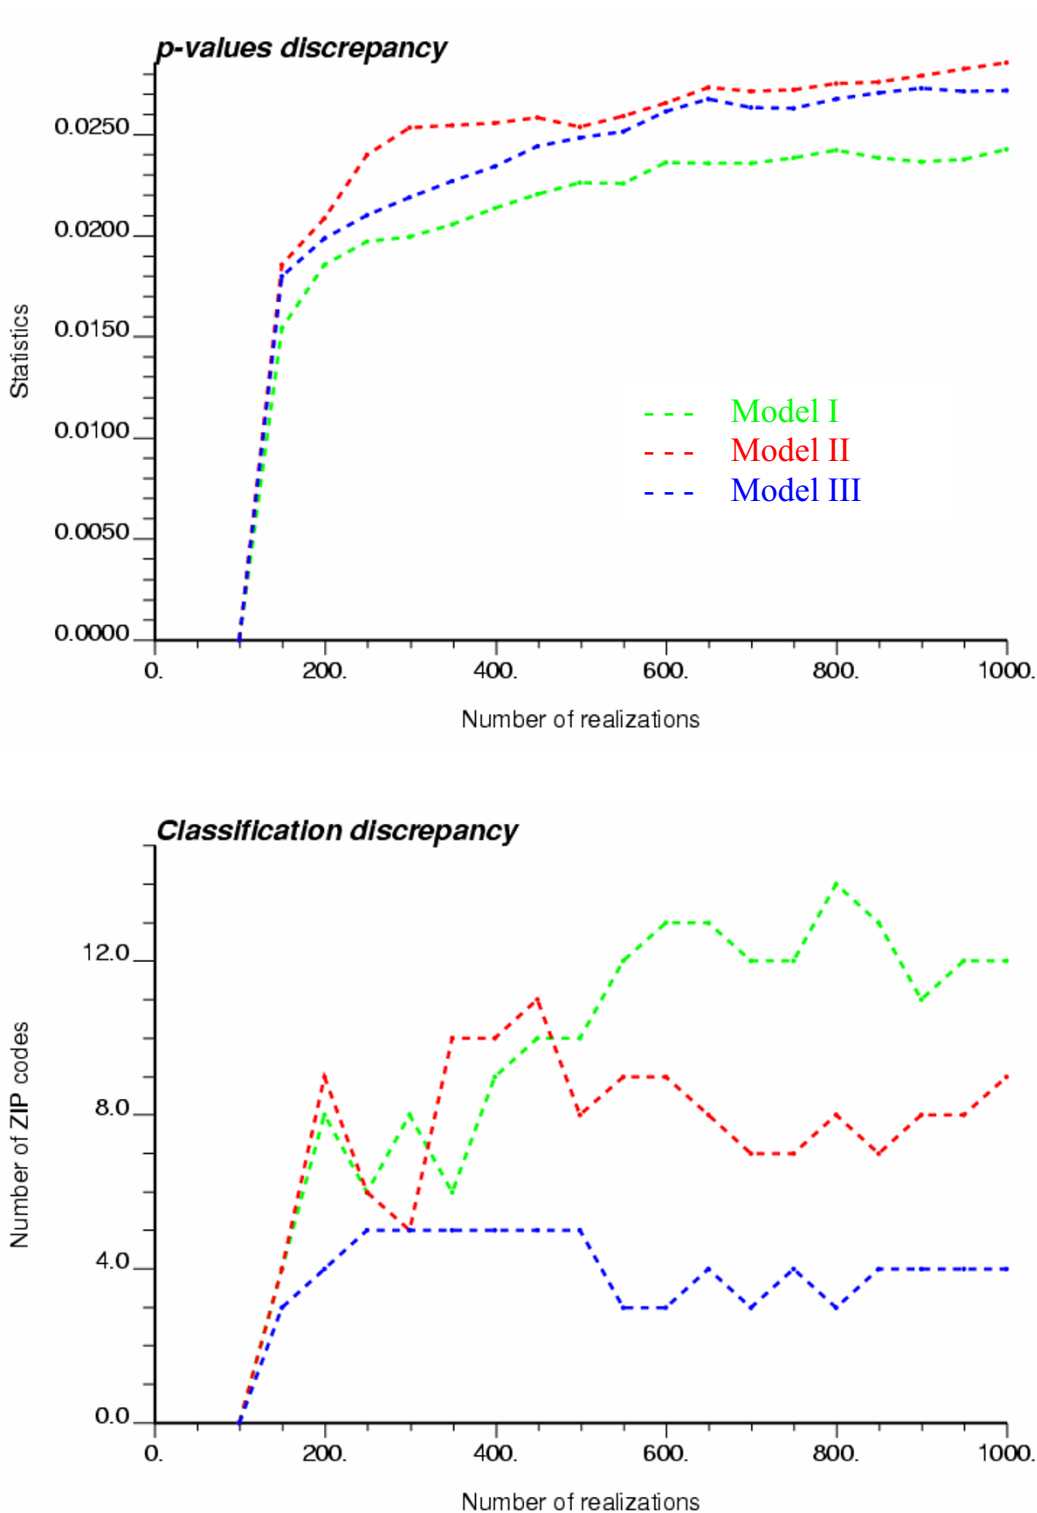 p-values discrepancy
0.0250
0.0200
0.0150
0.0100
0.0050
0.0000
Statistics
Model I
Model II
Model III
0. 200. 400. 600. 800. 1000.
Number of realizations
Classification discrepancy
12.0
8.0
4.0
0.0
Number of ZIP codes
0. 200. 400. 600. 800. 1000.
Number of realizations